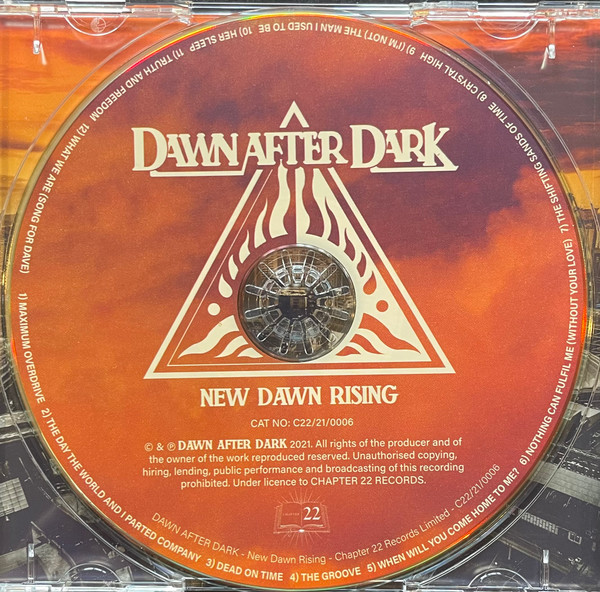 DAWN AFTER DARK
NEW DAWN RISING
CAT NO: C22/21/0006
© & ℗ DAWN AFTER DARK 2021. All rights of the producer and of
the owner of the work reproduced reserved. Unauthorised copying,
hiring, lending, public performance and broadcasting of this recording
prohibited. Under licence to CHAPTER 22 RECORDS.
CHAPTER 22
DAWN AFTER DARK - New Dawn Rising - Chapter 22 Records Limited - C22/21/0006
1) MAXIMUM OVERDRIVE 2) THE DAY THE WORLD AND I PARTED COMPANY 3) DEAD ON TIME 4) THE GROOVE 5) WHEN WILL YOU COME HOME TO ME? 6) NOTHING CAN FULFIL ME (WITHOUT YOUR LOVE) 7) THE SHIFTING SANDS OF TIME 8) CRYSTAL HIGH 9) (I'M NOT) THE MAN I USED TO BE 10) HER SLEEP 11) TRUTH AND FREEDOM 12) WHAT WE ARE (SONG FOR DAVE)